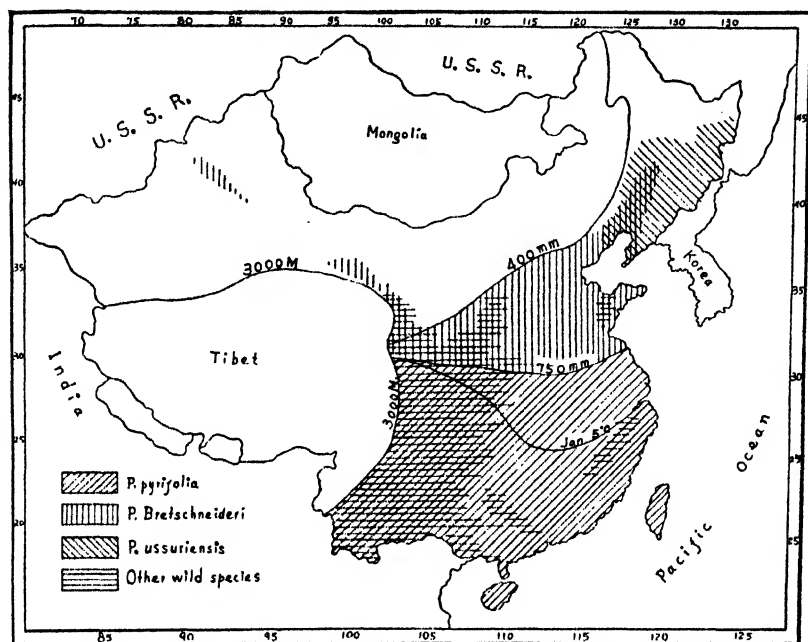 70 75 80 85 90 95 100 105 110 115 120 125 130 130
U.S.S.R.
U.S.S.R.
Mongolia
45
45
40
40
35
35
30
30
25
25
20
25
3000M
400mm
Korea
Tibet
India
750mm
3000M
Jan 5°c
Pacific Ocean
P. pyrifolia
P. Bretschneideri
P. ussuriensis
Other wild species
85 90 95 100 105 110 115 120 125